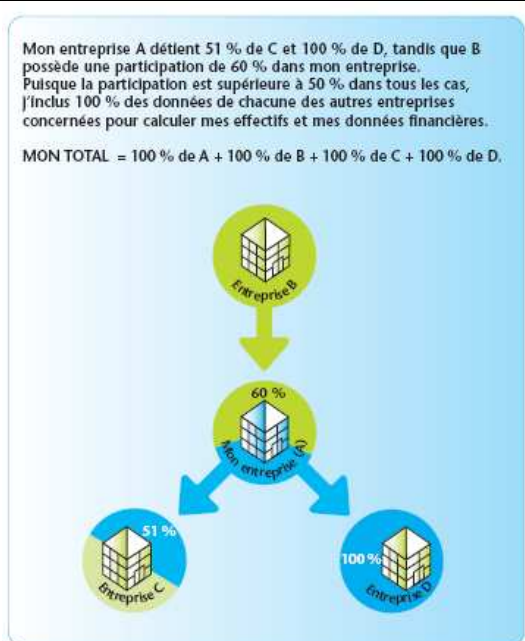 Mon entreprise A détient 51 % de C et 100 % de D, tandis que B
possède une participation de 60 % dans mon entreprise.
Puisque la participation est supérieure à 50 % dans tous les cas,
j'inclus 100 % des données de chacune des autres entreprises
concernées pour calculer mes effectifs et mes données financières.
MON TOTAL = 100 % de A + 100 % de B + 100 % de C + 100 % de D.
Entreprise B
60 %
Mon entreprise (A)
51 %
Entreprise C
100 %
Entreprise D